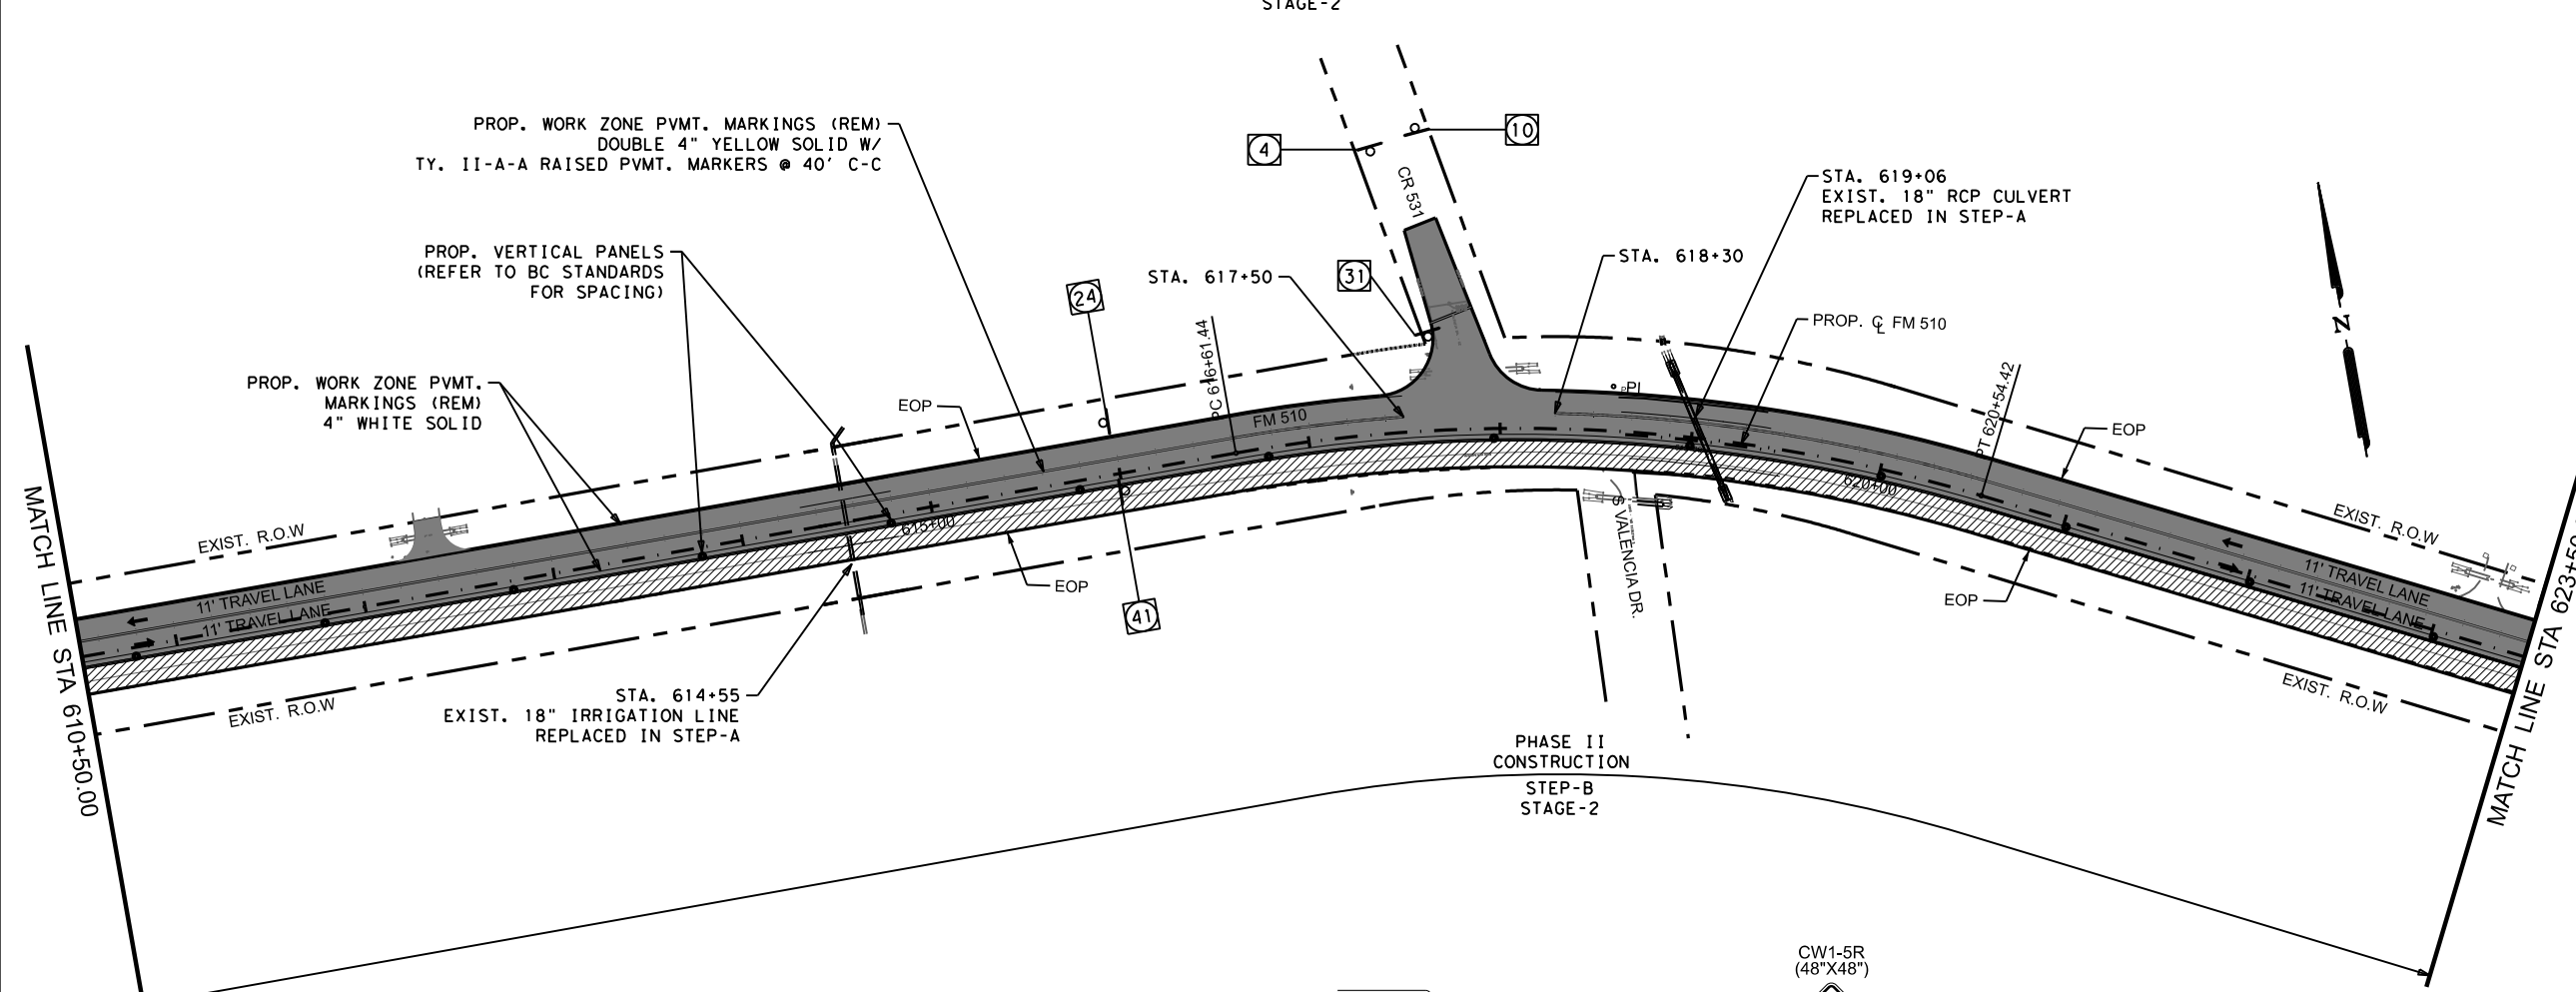 STAGE-2
PROP. WORK ZONE PVMT. MARKINGS (REM)
DOUBLE 4" YELLOW SOLID W/
TY. II-A-A RAISED PVMT. MARKERS @ 40' C-C
4
10
CR 531
STA. 619+06
EXIST. 18" RCP CULVERT
REPLACED IN STEP-A
PROP. VERTICAL PANELS
(REFER TO BC STANDARDS
FOR SPACING)
24
STA. 617+50
31
STA. 618+30
PROP. ℄ FM 510
N
PROP. WORK ZONE PVMT.
MARKINGS (REM)
4" WHITE SOLID
EOP
PC 616+61.44
FM 510
PI
PT 620+54.42
EOP
EXIST. R.O.W
EXIST. R.O.W
615+00
620+00
S VALENCIA DR.
11' TRAVEL LANE
11' TRAVEL LANE
11' TRAVEL LANE
11' TRAVEL LANE
EOP
EOP
41
MATCH LINE STA 610+50.00
MATCH LINE STA 623+50
EXIST. R.O.W
EXIST. R.O.W
STA. 614+55
EXIST. 18" IRRIGATION LINE
REPLACED IN STEP-A
PHASE II
CONSTRUCTION
STEP-B
STAGE-2
CW1-5R
(48"X48")